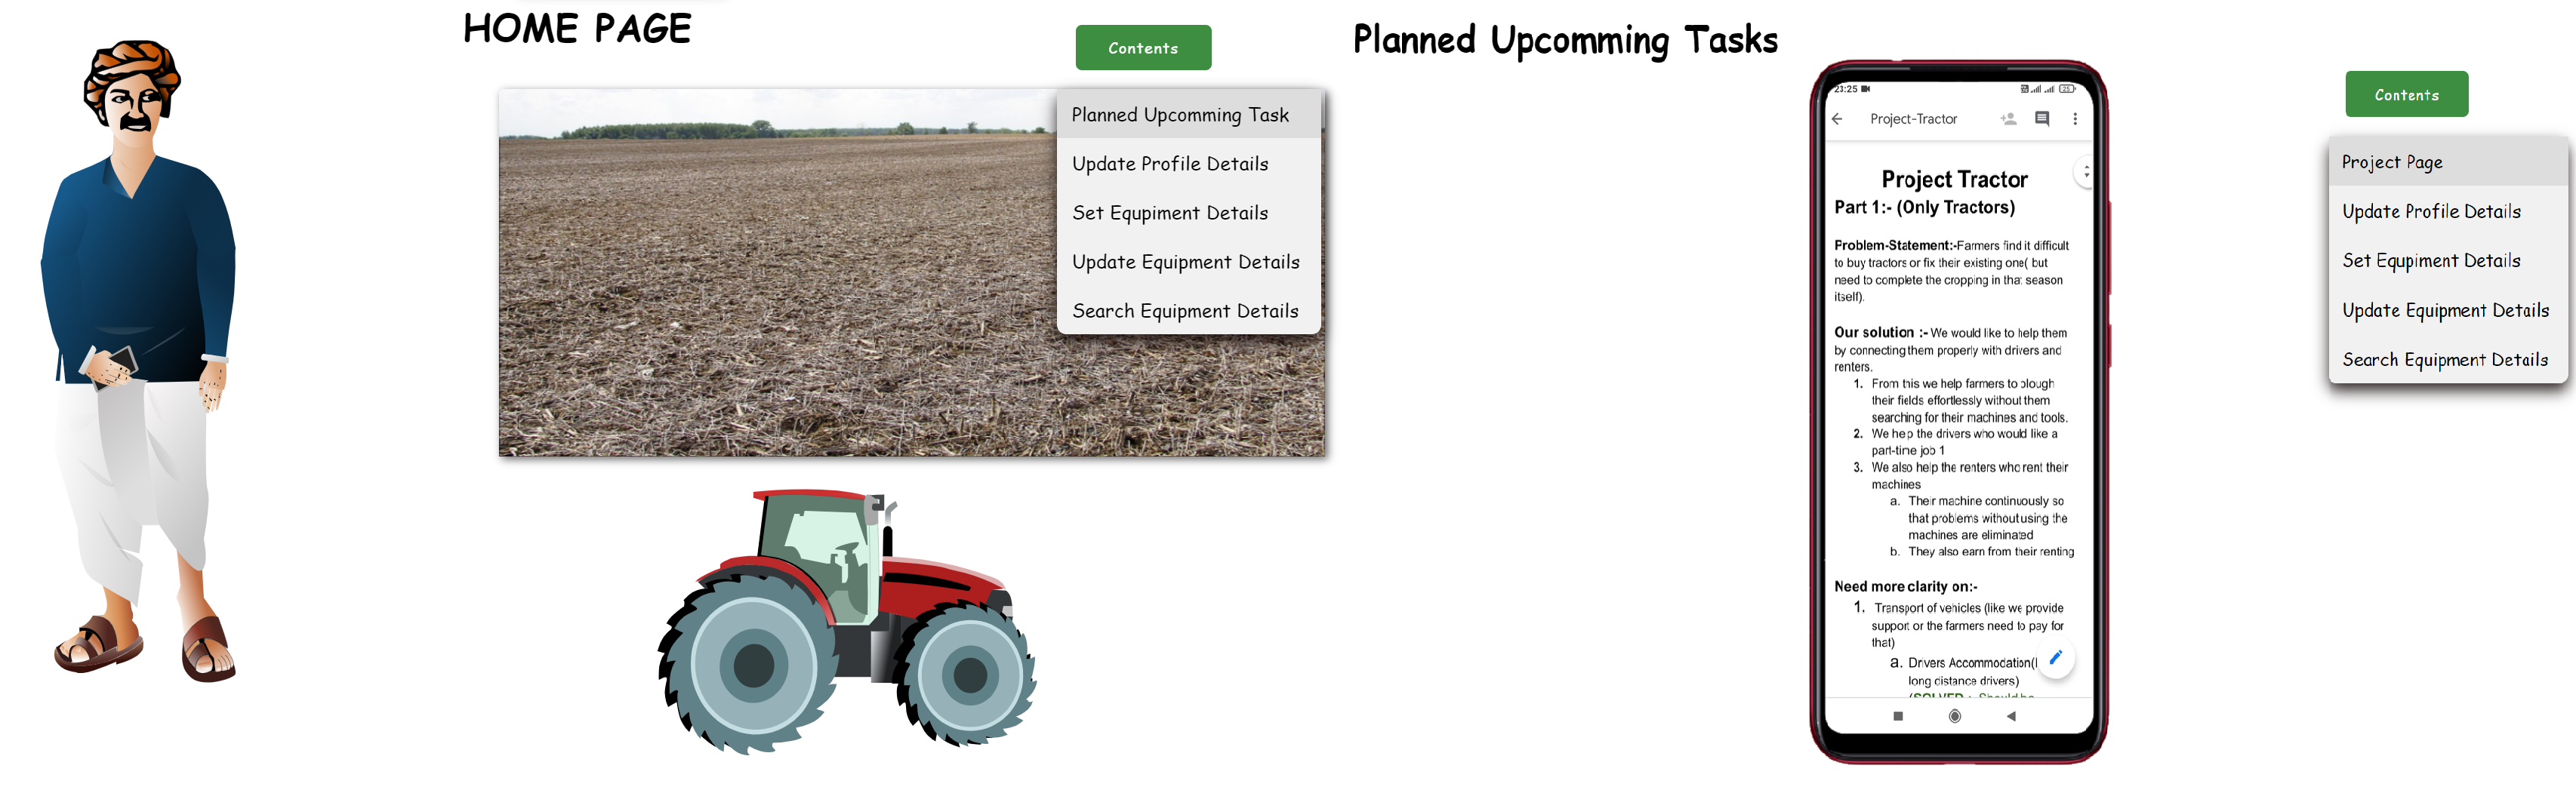 HOME PAGE
Contents
Planned Upcomming Task
Update Profile Details
Set Equpiment Details
Update Equipment Details
Search Equipment Details
Planned Upcomming Tasks
23:25
25
Project-Tractor
Project Tractor
Part 1:- (Only Tractors)
Problem-Statement:-Farmers find it difficult
to buy tractors or fix their existing one( but
need to complete the cropping in that season
itself).
Our solution :- We would like to help them
by connecting them properly with drivers and
renters.
1. From this we help farmers to plough
their fields effortlessly without them
searching for their machines and tools.
2. We help the drivers who would like a
part-time job 1
3. We also help the renters who rent their
machines
a. Their machine continuously so
that problems without using the
machines are eliminated
b. They also earn from their renting
Need more clarity on:-
1. Transport of vehicles (like we provide
support or the farmers need to pay for
that)
a. Drivers Accommodation(
long distance drivers)
(SOLVED :- Should be
Contents
Project Page
Update Profile Details
Set Equpiment Details
Update Equipment Details
Search Equipment Details